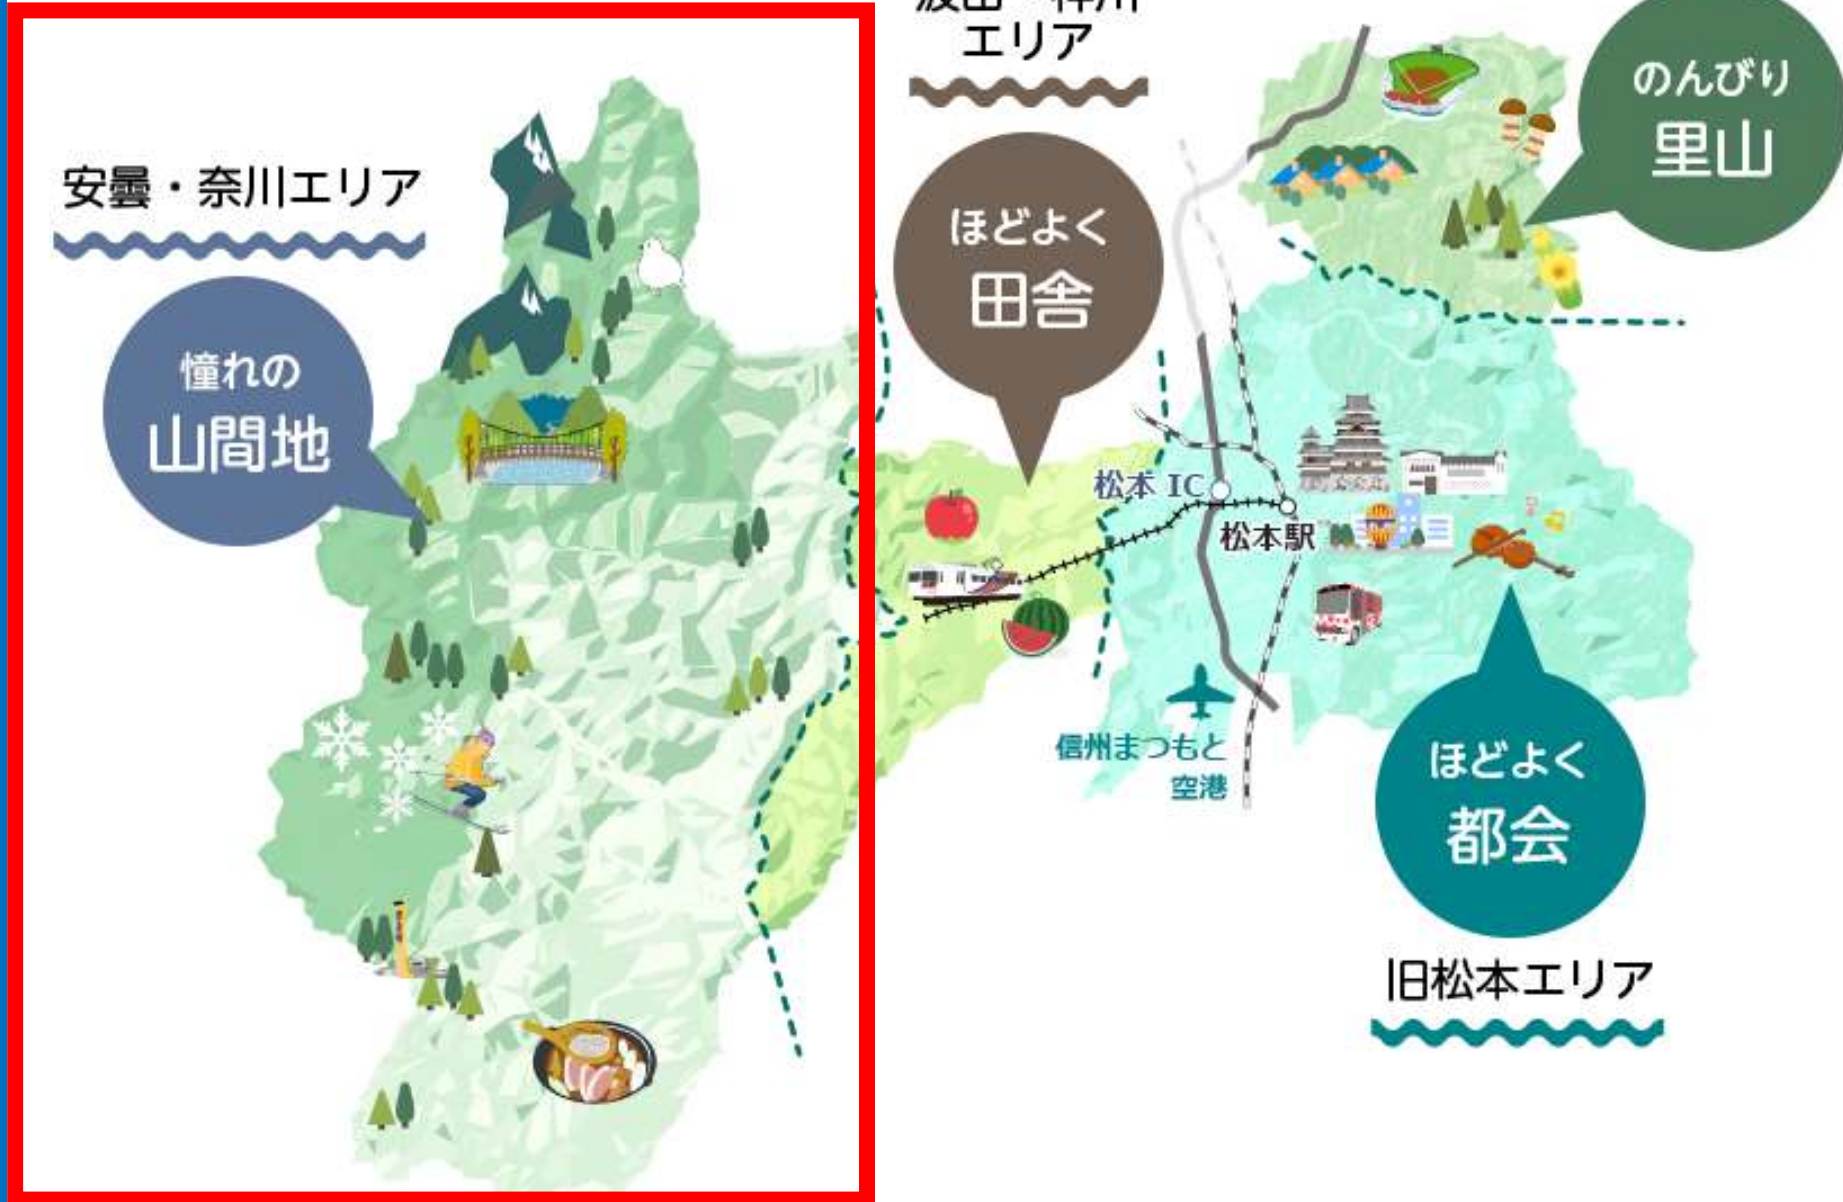 エリア
のんびり
里山
安曇・奈川エリア
ほどよく
田舎
憧れの
山間地
松本 IC
松本駅
信州まつもと
空港
ほどよく
都会
旧松本エリア